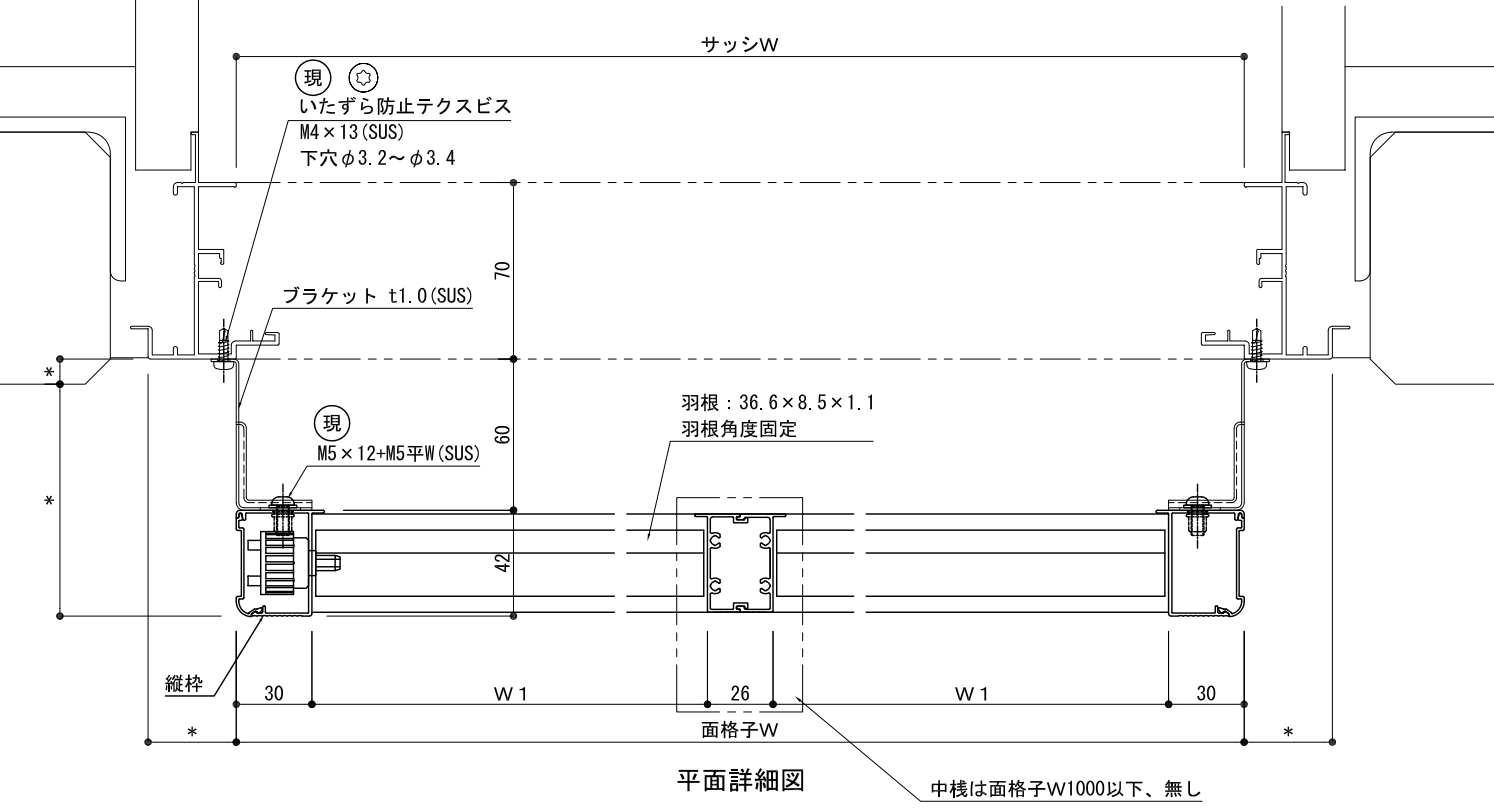 サッシW
現
いたずら防止テクスビス
M4×13(SUS)
下穴φ3.2～φ3.4
70
ブラケット t1.0(SUS)
*
羽根：36.6×8.5×1.1
羽根角度固定
現
60
M5×12+M5平W(SUS)
*
42
縦枠
30
W1
26
W1
30
*
面格子W
*
平面詳細図
中桟は面格子W1000以下、無し